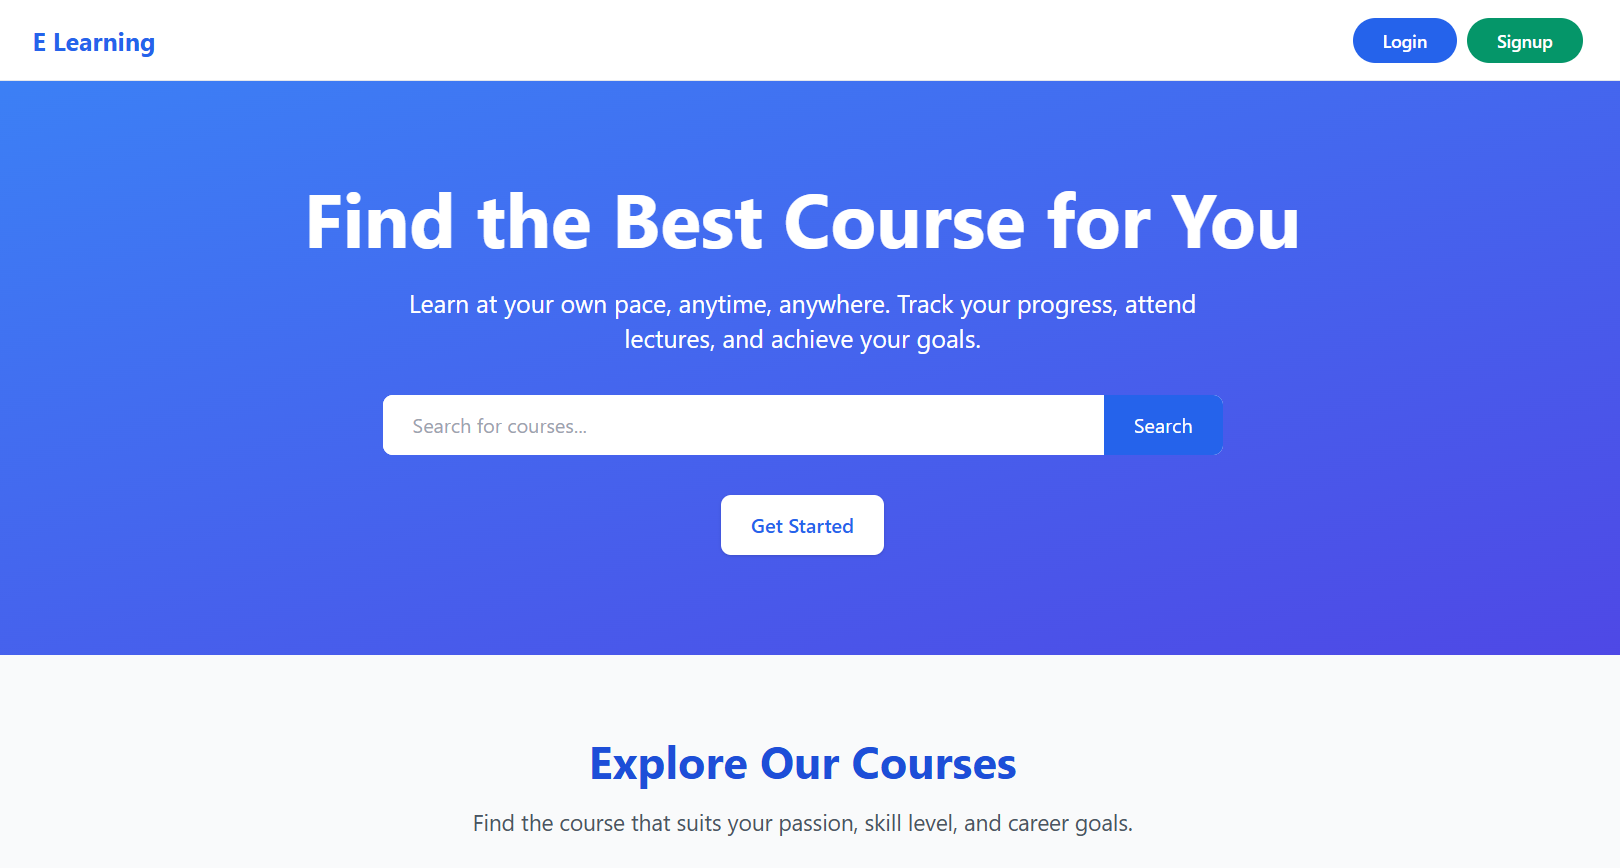 E Learning
Login
Signup
Find the Best Course for You
Learn at your own pace, anytime, anywhere. Track your progress, attend
lectures, and achieve your goals.
Search for courses...
Search
Get Started
Explore Our Courses
Find the course that suits your passion, skill level, and career goals.